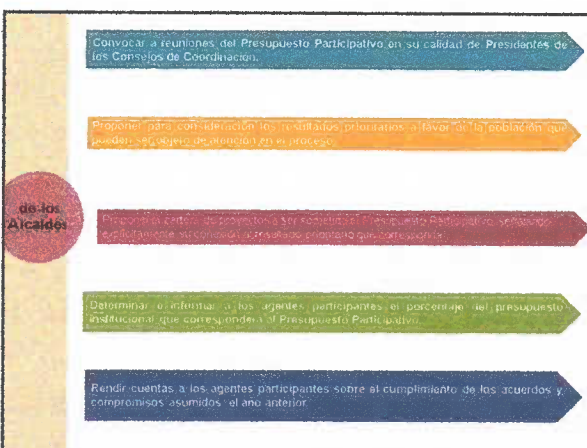 Convocar a reuniones del Presupuesto Participativo en su calidad de Presidentes de
los Consejos de Coordinación.
Proponer para consideración los resultados prioritarios a favor de la población que
pueden ser objeto de atención en el proceso
de los
Alcaldes
Proponer la cartera de proyectos a ser sometida al Presupuesto Participativo, señalando
explícitamente su conexión al resultado prioritario que corresponda
Determinar e informar a los agentes participantes el porcentaje del presupuesto
institucional que corresponderá al Presupuesto Participativo.
Rendir cuentas a los agentes participantes sobre el cumplimiento de los acuerdos y
compromisos asumidos el año anterior